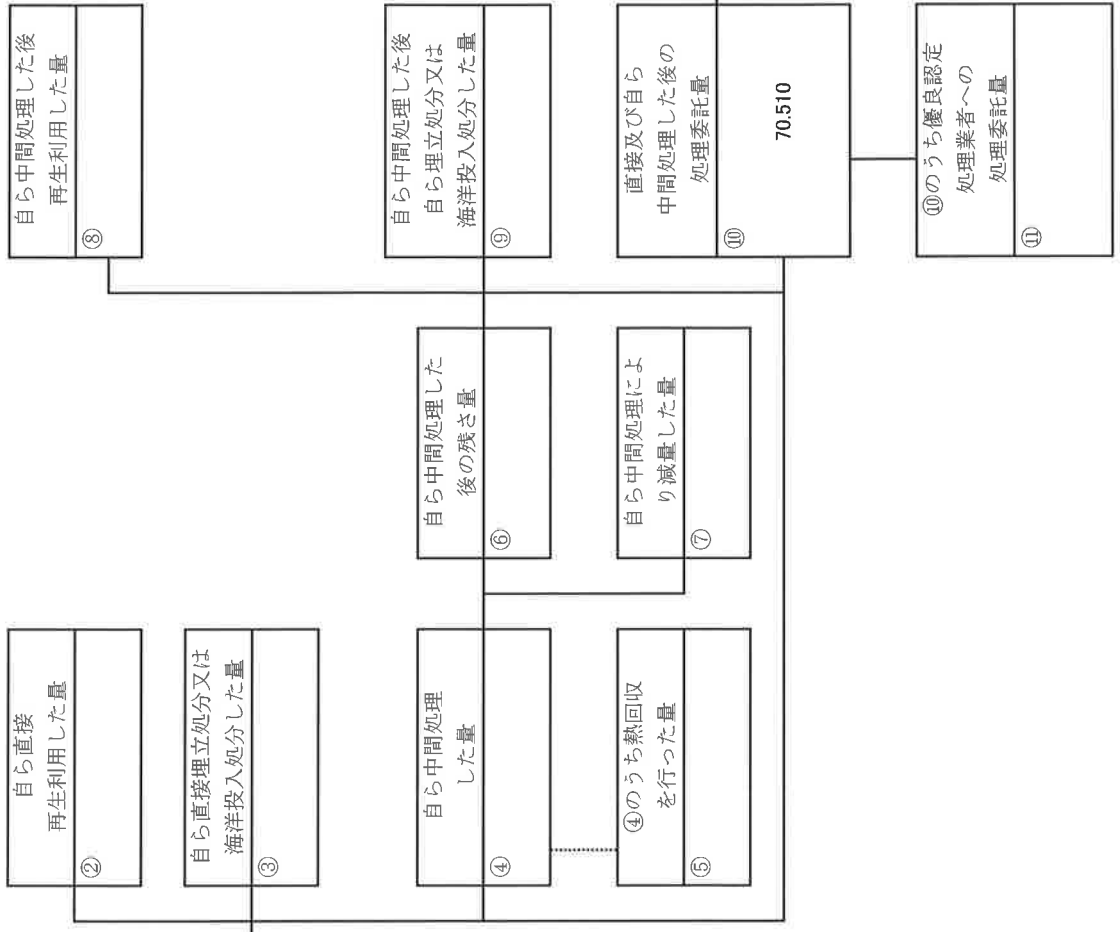 自ら直接
再生利用した量
②
自ら直接埋立処分又は
海洋投入処分した量
③
自ら中間処理
した量
④
④のうち熱回収
を行った量
⑤
自ら中間処理した
後の残さ量
⑥
自ら中間処理によ
り減量した量
⑦
自ら中間処理した後
再生利用した量
⑧
自ら中間処理した後
自ら埋立処分又は
海洋投入処分した量
⑨
直接及び自ら
中間処理した後の
処理委託量
⑩
70.510
⑩のうち優良認定
処理業者への
処理委託量
⑪